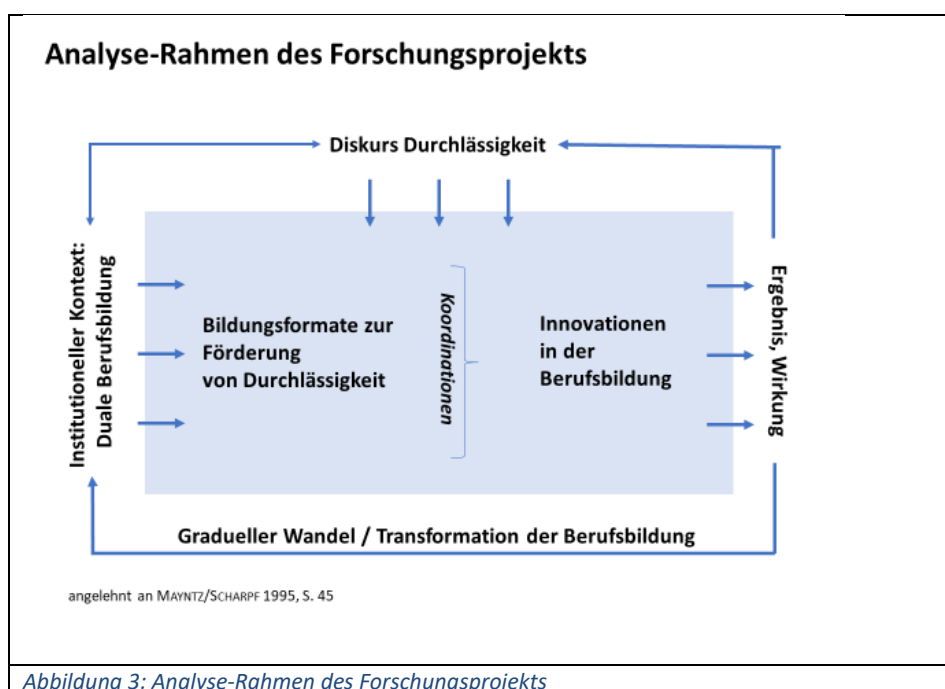 Analyse-Rahmen des Forschungsprojekts
Diskurs Durchlässigkeit
Institutioneller Kontext:
Duale Berufsbildung
Bildungsformate zur
Förderung
von Durchlässigkeit
Koordinationen
Innovationen
in der
Berufsbildung
Ergebnis, Wirkung
Gradueller Wandel / Transformation der Berufsbildung
angelehnt an MAYNTZ/SCHARPF 1995, S. 45
Abbildung 3: Analyse-Rahmen des Forschungsprojekts